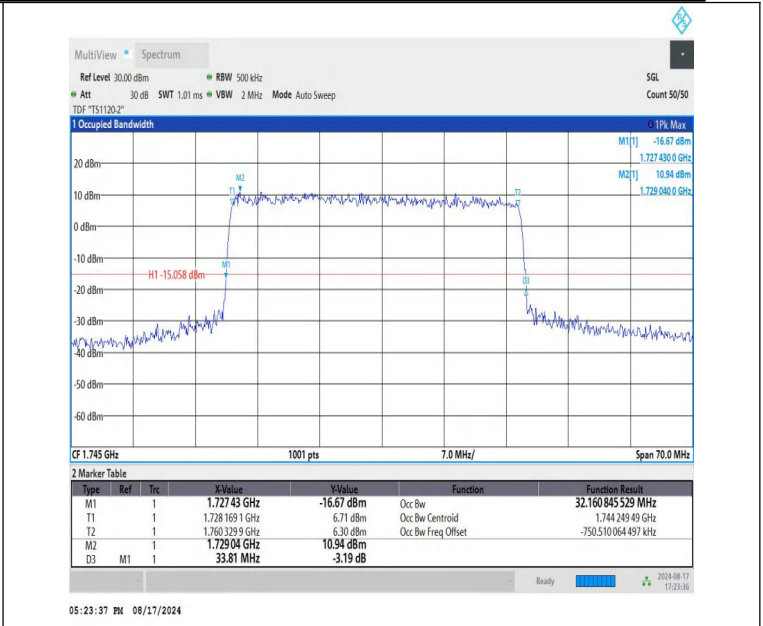 R S
MultiView Spectrum
Ref Level 30.00 dBm RBW 500 kHz SGL
Att 30 dB SWT 1.01 ms VBW 2 MHz Mode Auto Sweep Count 50/50
TDF "TS1120-2"
1 Occupied Bandwidth 1Pk Max
M1[1] -16.67 dBm
1.727 430 0 GHz
M2[1] 10.94 dBm
1.729 040 0 GHz
20 dBm
M2
T1 T2
10 dBm
0 dBm
-10 dBm
M1
H1 -15.058 dBm
D3
-20 dBm
-30 dBm
-40 dBm
-50 dBm
-60 dBm
CF 1.745 GHz 1001 pts 7.0 MHz/ Span 70.0 MHz
2 Marker Table
Type Ref Trc X-Value Y-Value Function Function Result
M1 1 1.727 43 GHz -16.67 dBm Occ Bw 32.160 845 529 MHz
T1 1 1.728 169 1 GHz 6.71 dBm Occ Bw Centroid 1.744 249 49 GHz
T2 1 1.760 329 9 GHz 6.30 dBm Occ Bw Freq Offset -750.510 064 497 kHz
M2 1 1.729 04 GHz 10.94 dBm
D3 M1 1 33.81 MHz -3.19 dB
Ready 2024-08-17
17:23:36
05:23:37 PM 08/17/2024